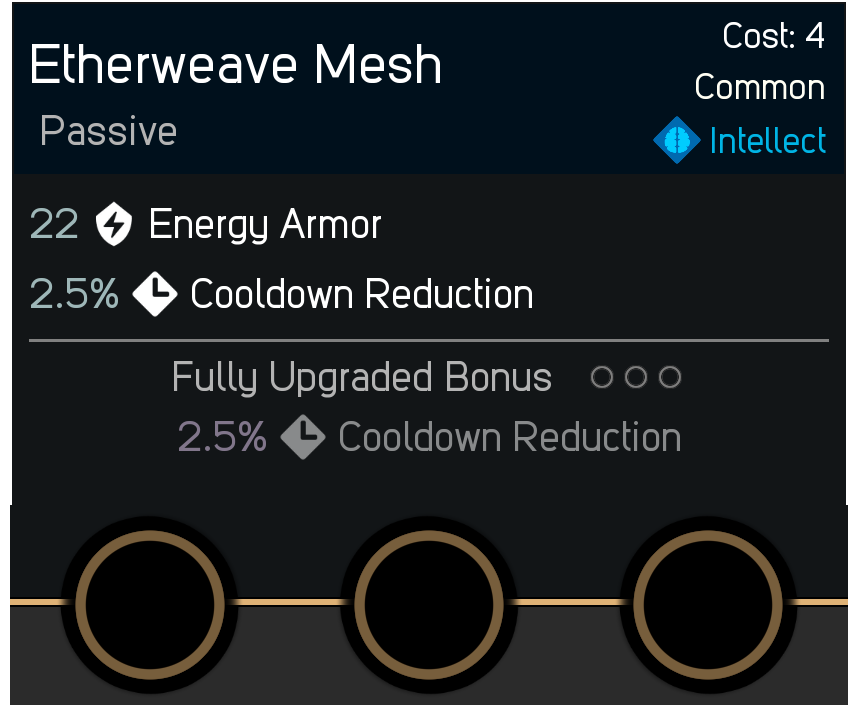 Etherweave Mesh
Cost: 4
Common
Passive
Intellect
22 Energy Armor
2.5% Cooldown Reduction
Fully Upgraded Bonus
2.5% Cooldown Reduction